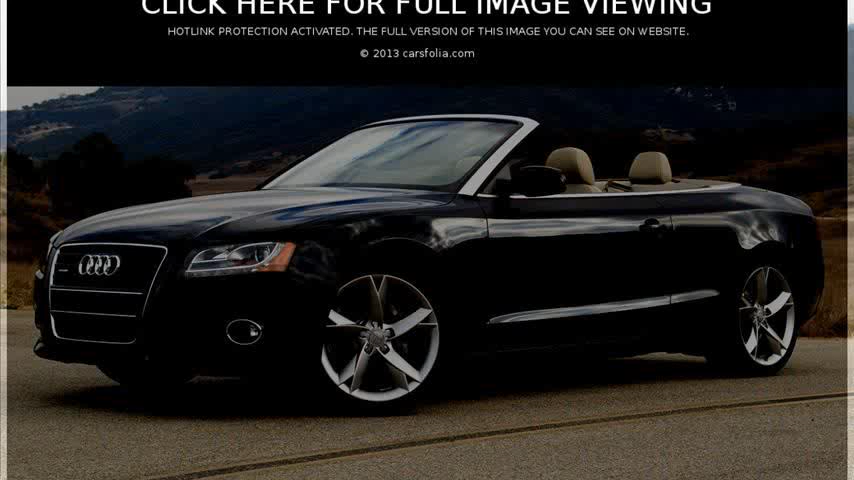 CLICK HERE FOR FULL IMAGE VIEWING
HOTLINK PROTECTION ACTIVATED. THE FULL VERSION OF THIS IMAGE YOU CAN SEE ON WEBSITE.
© 2013 carsfolia.com